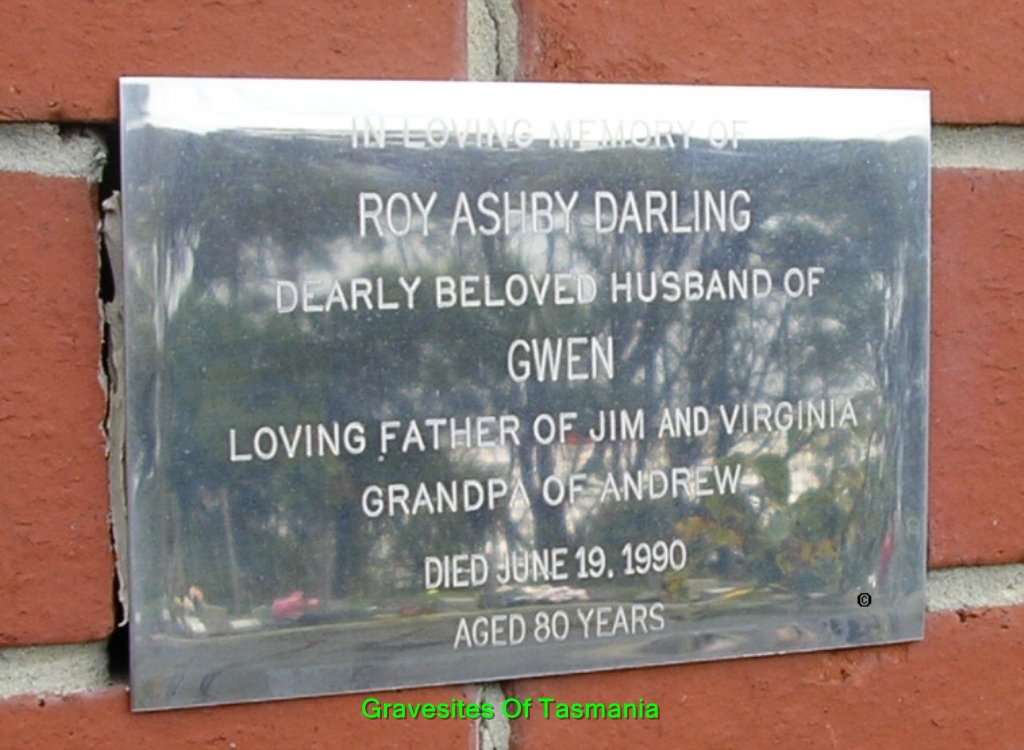 IN LOVING MEMORY OF
ROY ASHBY DARLING
DEARLY BELOVED HUSBAND OF
GWEN
LOVING FATHER OF JIM AND VIRGINIA
GRANDPA OF ANDREW
DIED JUNE 19, 1990
©
AGED 80 YEARS
Gravesites Of Tasmania